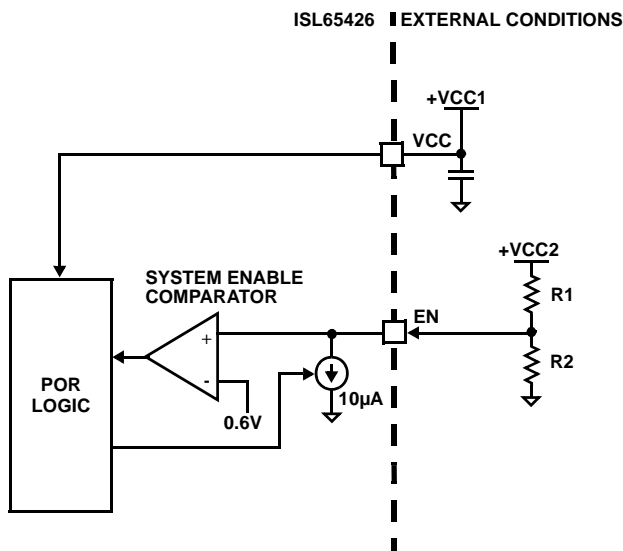 ISL65426
EXTERNAL CONDITIONS
+VCC1
VCC
+VCC2
SYSTEM ENABLE
COMPARATOR
R1
EN
+
R2
POR
LOGIC
-
10µA
0.6V